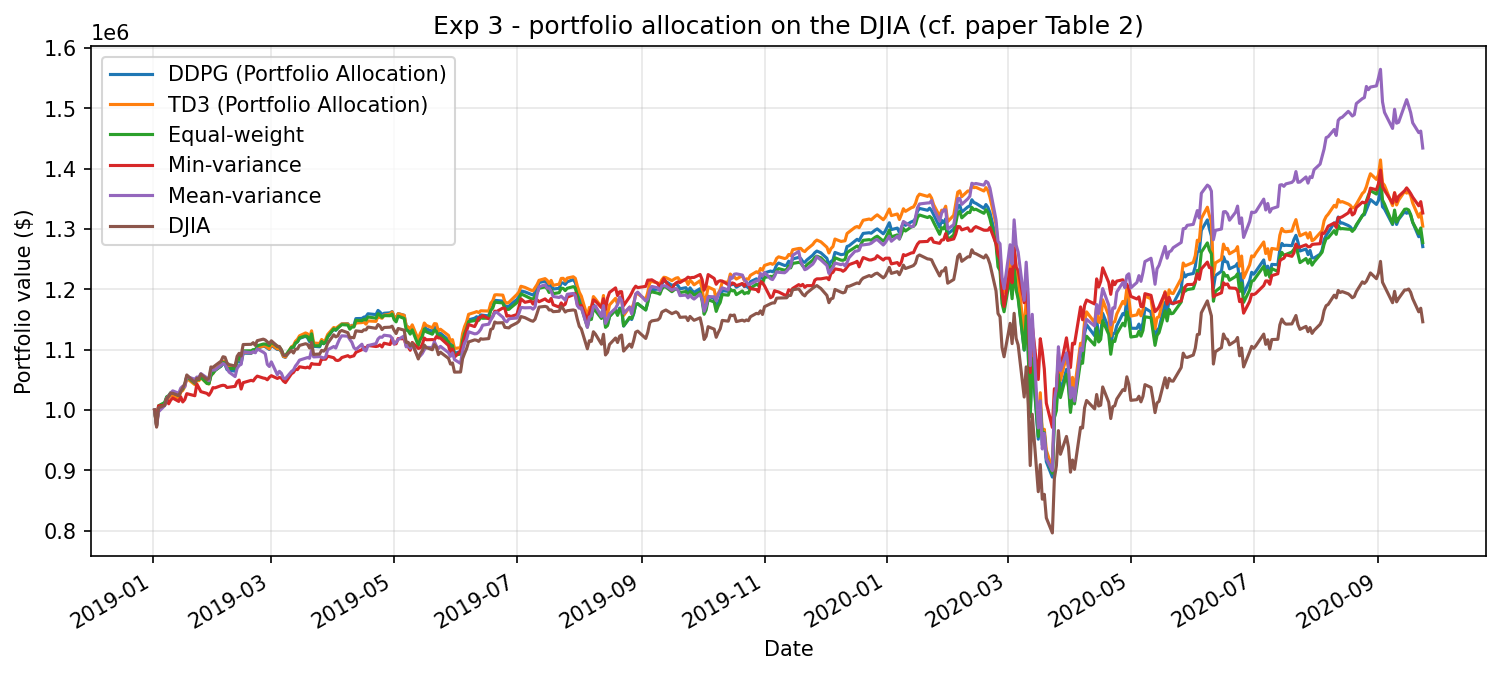 Exp 3 - portfolio allocation on the DJIA (cf. paper Table 2)
1e6
1.6
1.5
1.4
1.3
1.2
1.1
1.0
0.9
0.8
Portfolio value ($)
DDPG (Portfolio Allocation)
TD3 (Portfolio Allocation)
Equal-weight
Min-variance
Mean-variance
DJIA
2019-01
2019-03
2019-05
2019-07
2019-09
2019-11
2020-01
2020-03
2020-05
2020-07
2020-09
Date